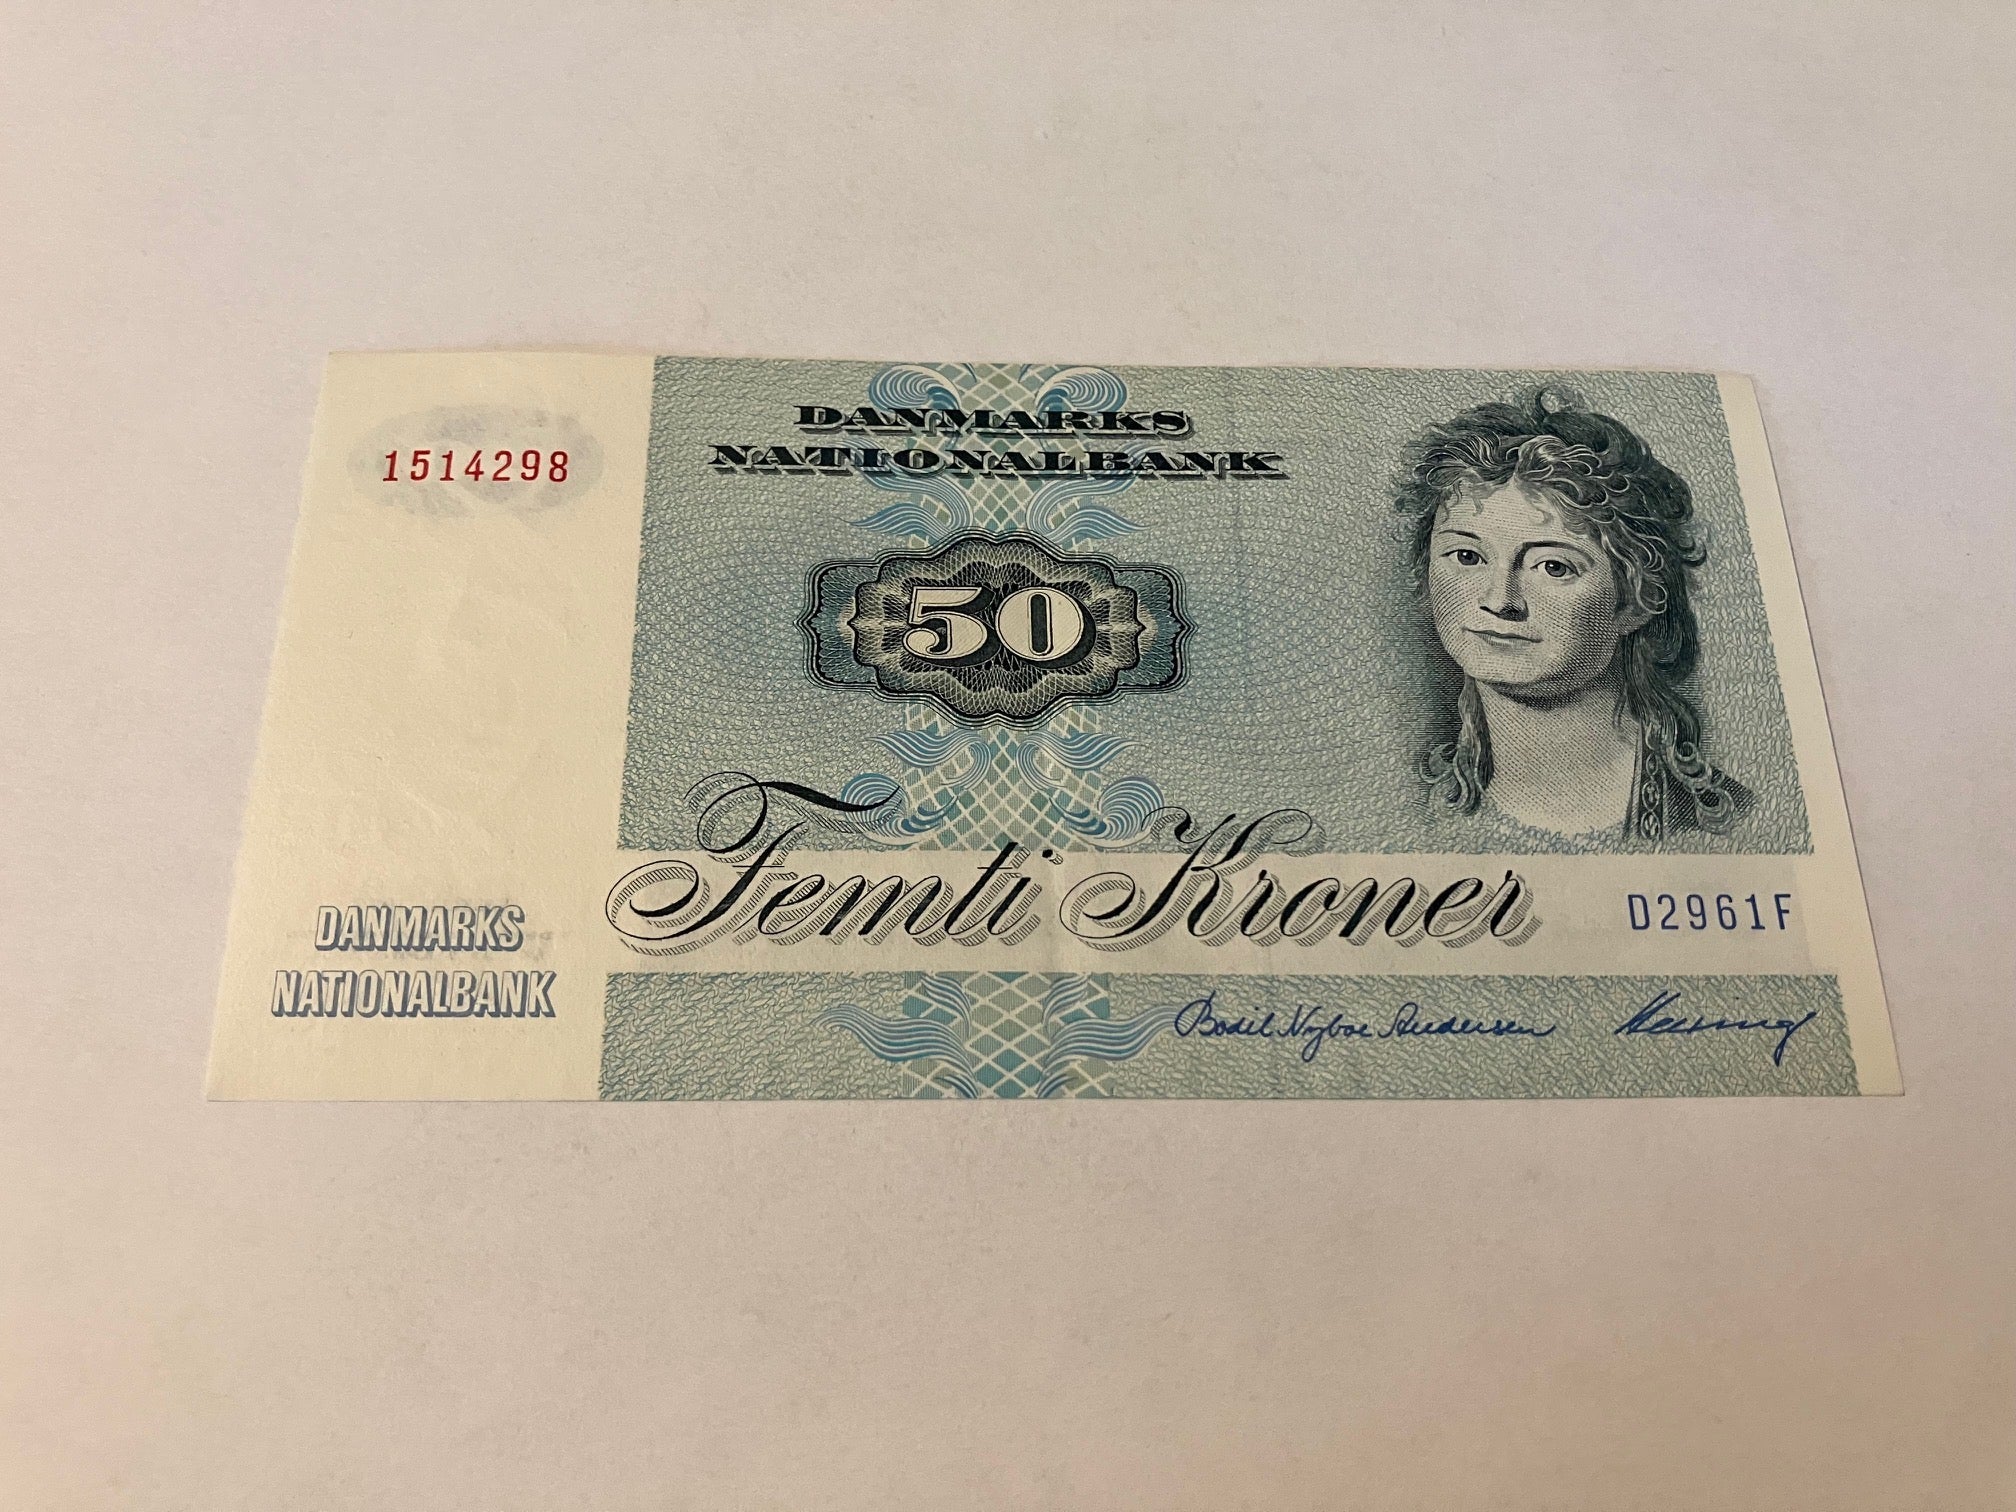 1514298
DANMARKS
NATIONALBANK
50
Femti Kroner
D2961F
DANMARKS
NATIONALBANK
Bodil Nyboe Andersen